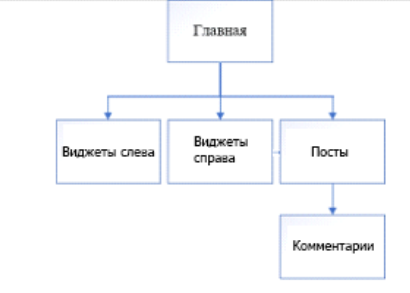 Главная
Виджеты слева
Виджеты
справа
Посты
Комментарии